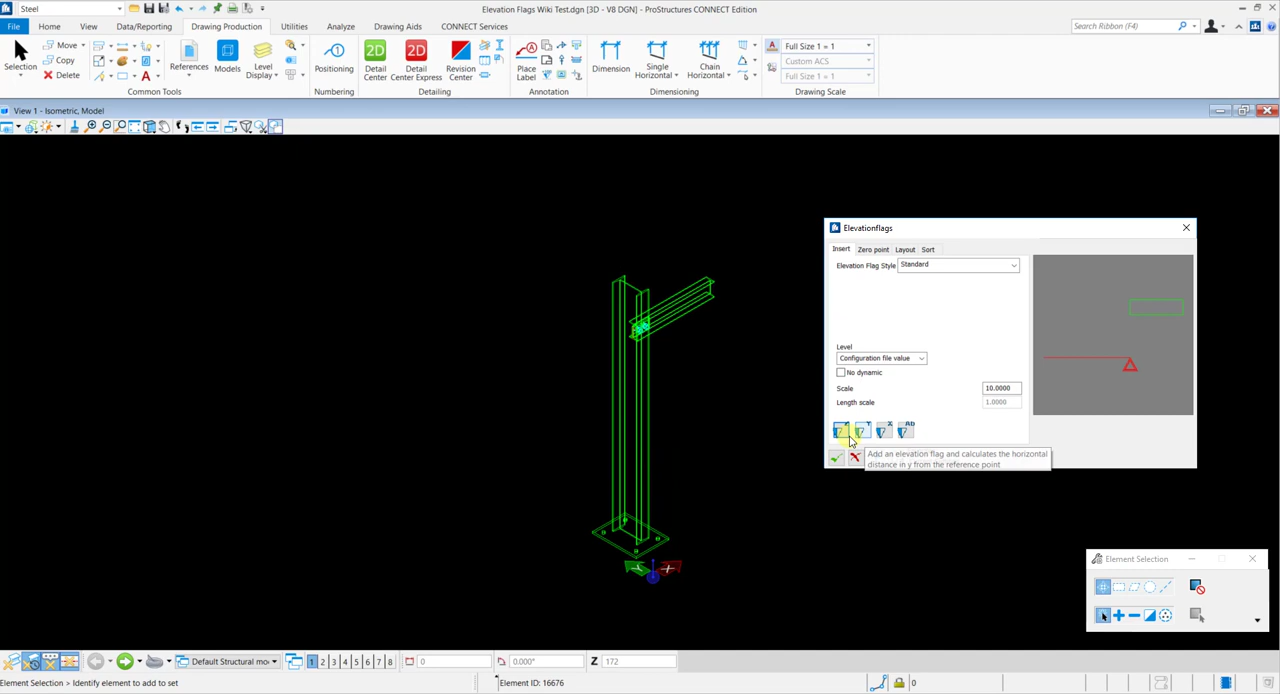 Steel
Elevation Flags Wiki Test.dgn [3D - V8 DGN] - ProStructures CONNECT Edition
File
Home
View
Data/Reporting
Drawing Production
Utilities
Analyze
Drawing Aids
CONNECT Services
Search Ribbon (F4)
Selection
Move
Copy
Delete
References
Models
Level
Display
Positioning
2D
Detail
Center
2D
Detail
Center Express
Revision
Center
Place
Label
Dimension
Single
Horizontal
Chain
Horizontal
Full Size 1 = 1
Custom ACS
Full Size 1 = 1
Common Tools
Numbering
Detailing
Annotation
Dimensioning
Drawing Scale
View 1 - Isometric, Model
Elevationflags
Insert
Zero point
Layout
Sort
Elevation Flag Style
Standard
Level
Configuration file value
No dynamic
Scale
10.0000
Length scale
1.0000
Y
X
Ab
Add an elevation flag and calculates the horizontal
distance in y from the reference point
Y
X
Element Selection
Default Structural mo
1 2 3 4 5 6 7 8
0
0.000°
Z
172
Element Selection > Identify element to add to set
Element ID: 16676
0